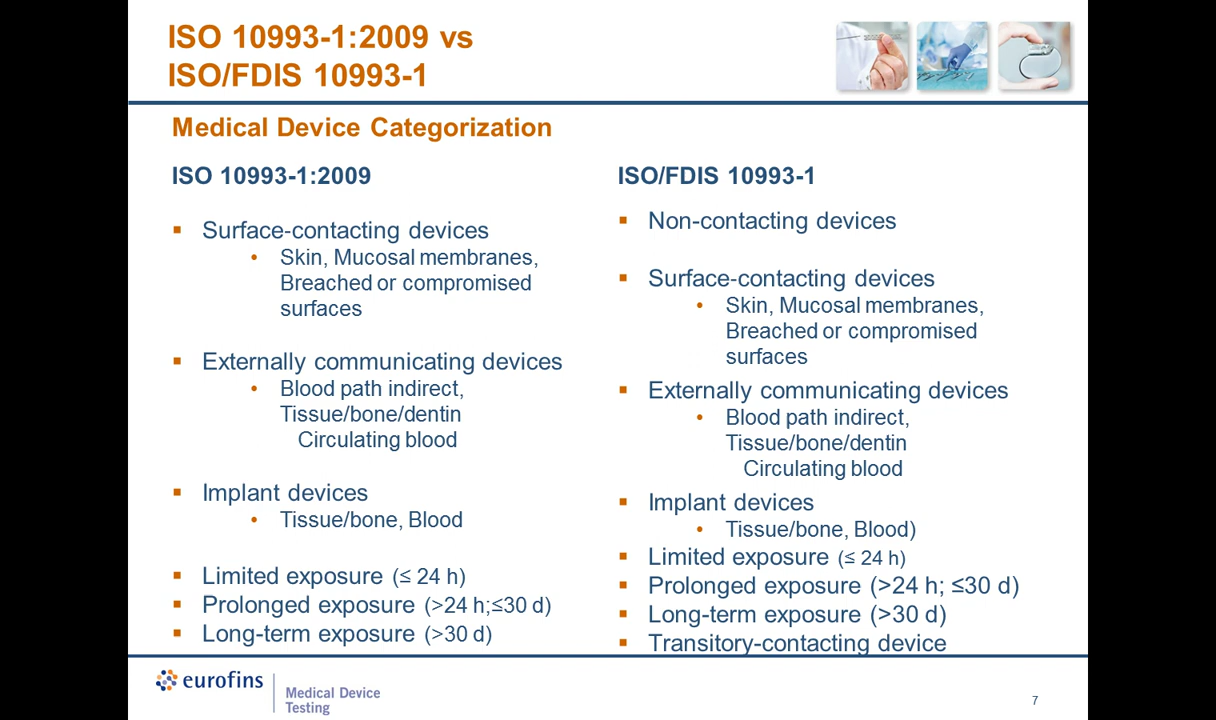 ISO 10993-1:2009 vs
ISO/FDIS 10993-1
Medical Device Categorization
ISO 10993-1:2009
▪ Surface-contacting devices
• Skin, Mucosal membranes,
Breached or compromised
surfaces
▪ Externally communicating devices
• Blood path indirect,
Tissue/bone/dentin
Circulating blood
▪ Implant devices
• Tissue/bone, Blood
▪ Limited exposure (≤ 24 h)
▪ Prolonged exposure (>24 h;≤30 d)
▪ Long-term exposure (>30 d)
ISO/FDIS 10993-1
▪ Non-contacting devices
▪ Surface-contacting devices
• Skin, Mucosal membranes,
Breached or compromised
surfaces
▪ Externally communicating devices
• Blood path indirect,
Tissue/bone/dentin
Circulating blood
▪ Implant devices
• Tissue/bone, Blood)
▪ Limited exposure (≤ 24 h)
▪ Prolonged exposure (>24 h; ≤30 d)
▪ Long-term exposure (>30 d)
▪ Transitory-contacting device
eurofins
Medical Device
Testing
7